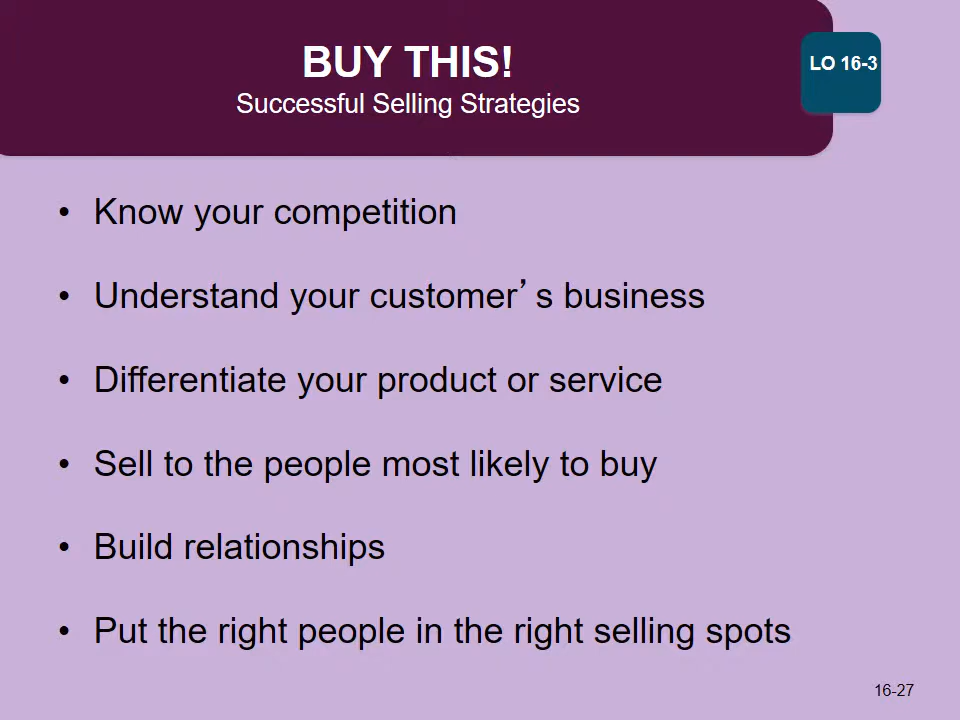 BUY THIS!
Successful Selling Strategies
LO 16-3
• Know your competition
• Understand your customer’s business
• Differentiate your product or service
• Sell to the people most likely to buy
• Build relationships
• Put the right people in the right selling spots
16-27